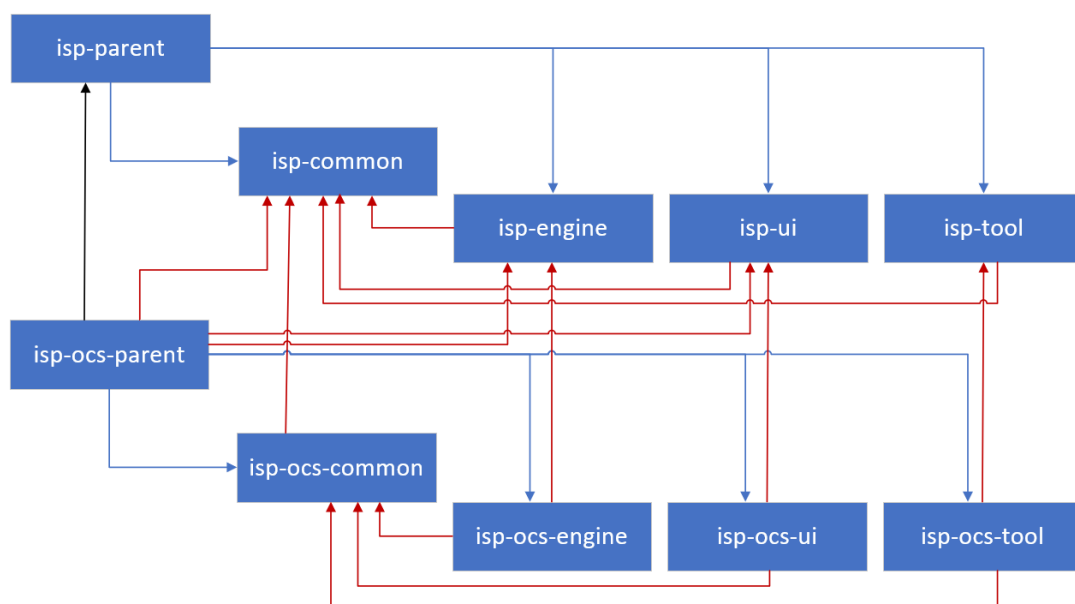 isp-parent
isp-common
isp-engine
isp-ui
isp-tool
isp-ocs-parent
isp-ocs-common
isp-ocs-engine
isp-ocs-ui
isp-ocs-tool